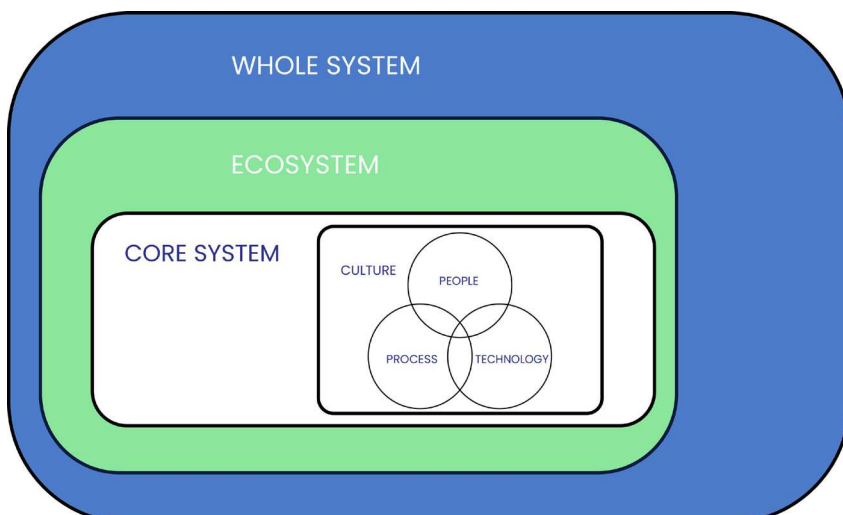 WHOLE SYSTEM
ECOSYSTEM
CORE SYSTEM
CULTURE
PEOPLE
PROCESS
TECHNOLOGY